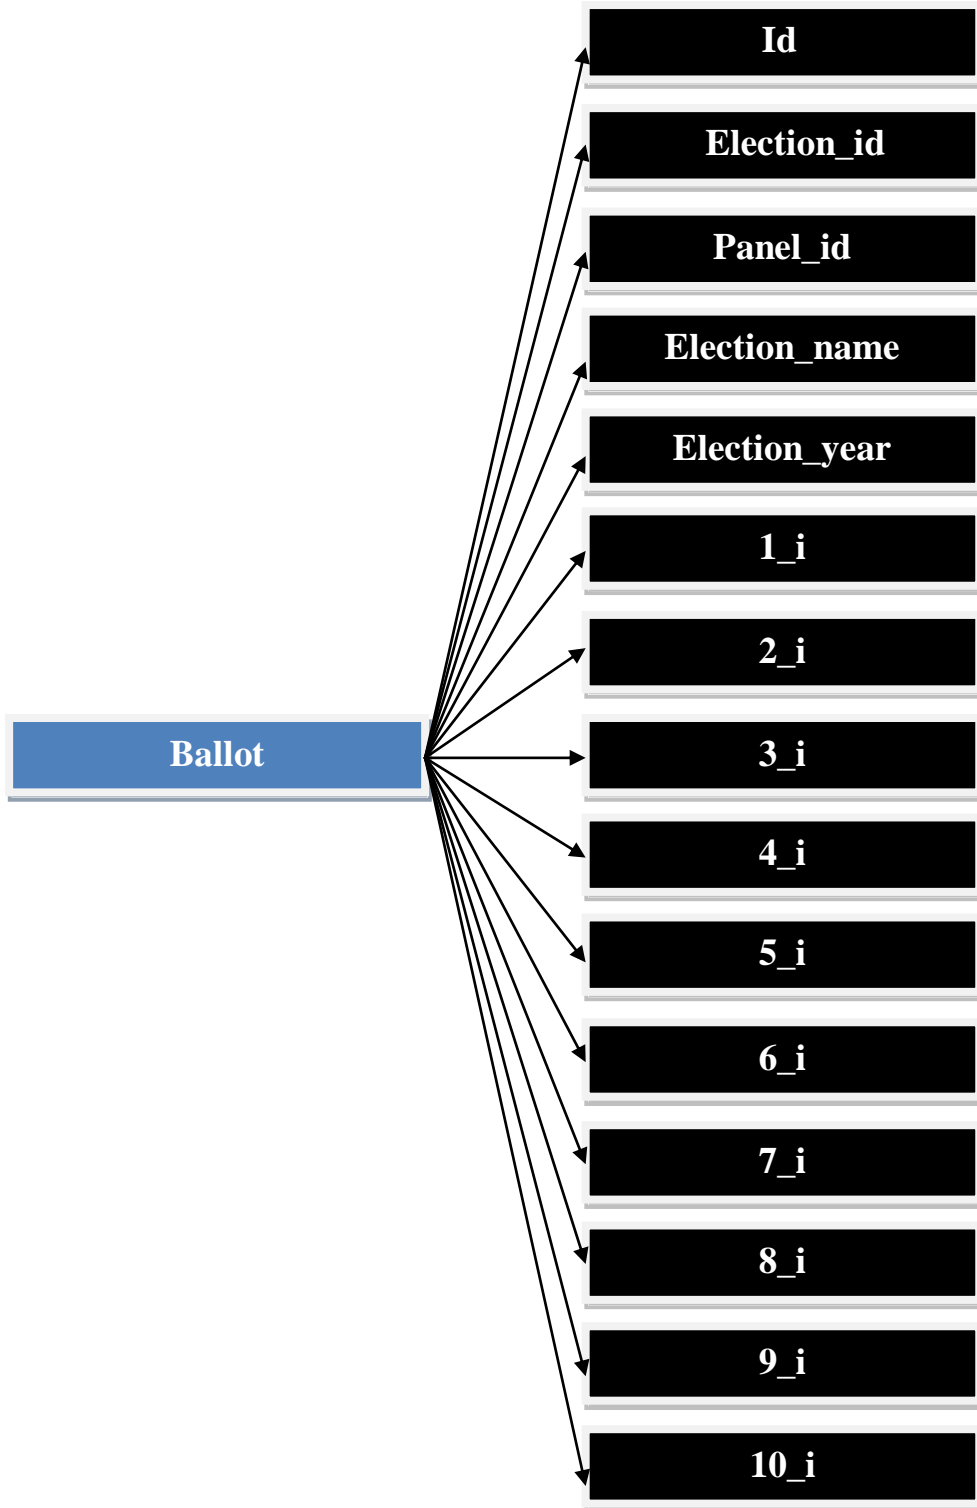 Id
Election_id
Panel_id
Election_name
Election_year
1_i
2_i
Ballot
3_i
4_i
5_i
6_i
7_i
8_i
9_i
10_i